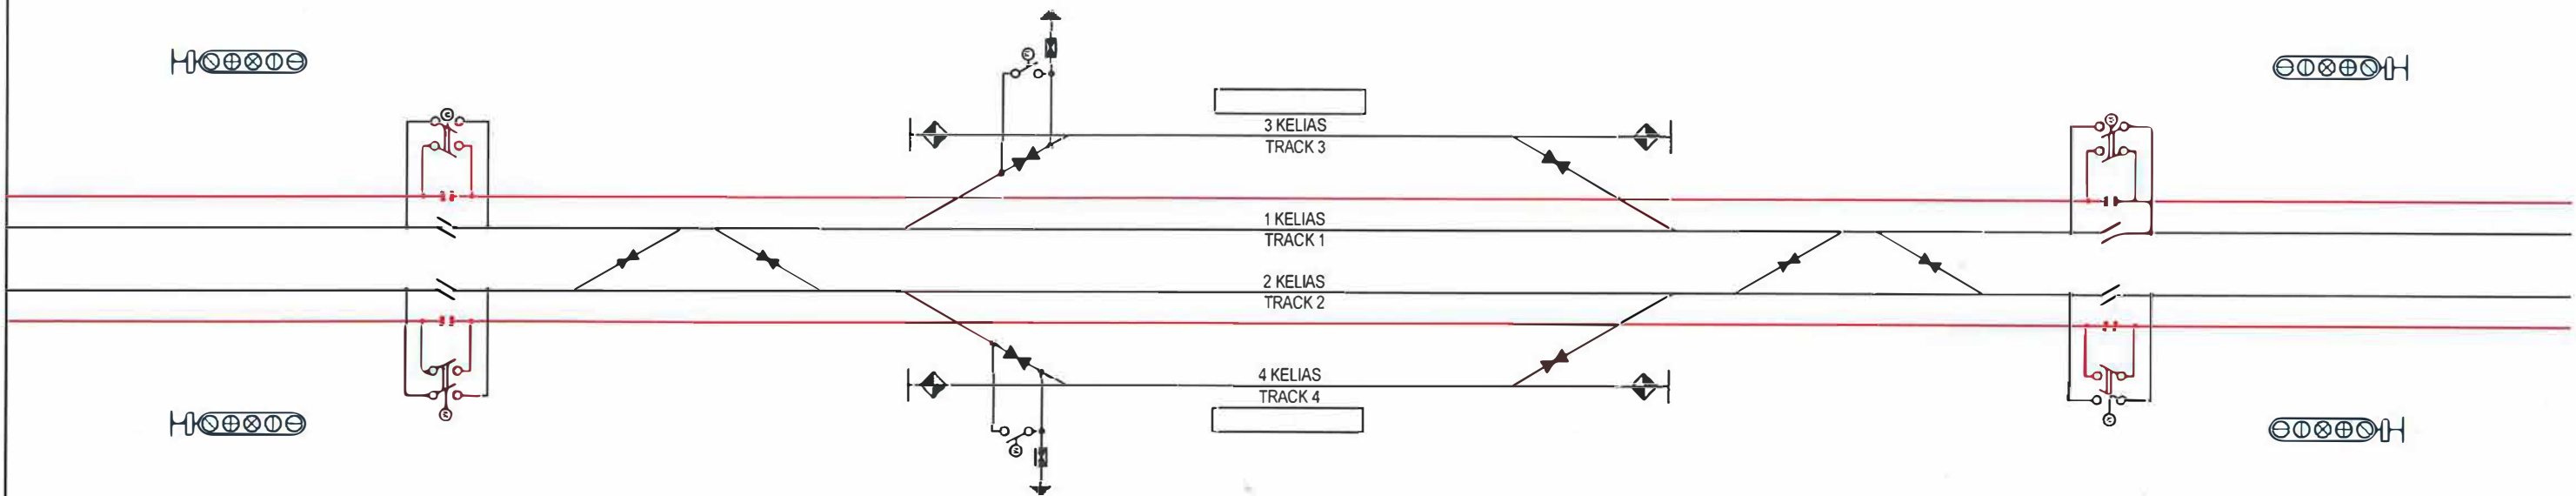 3 KELIAS
TRACK 3
1 KELIAS
TRACK 1
2 KELIAS
TRACK 2
4 KELIAS
TRACK 4